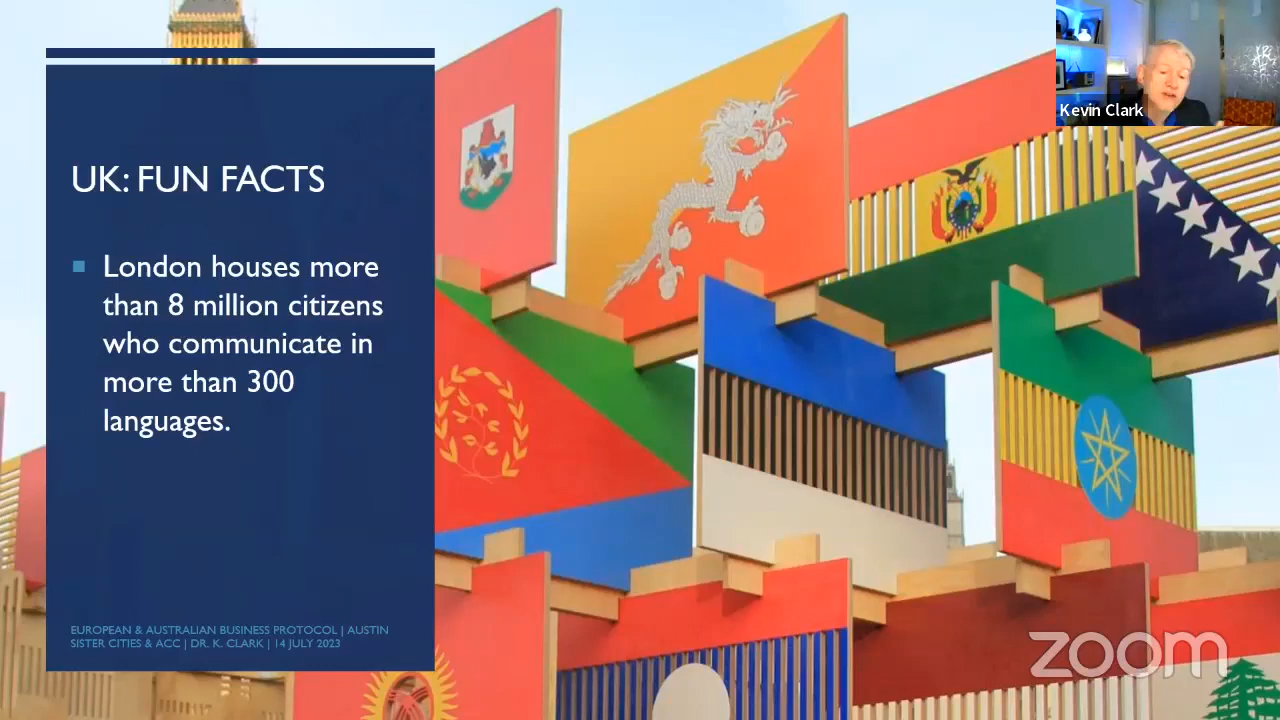 Kevin Clark
UK: FUN FACTS
London houses more
than 8 million citizens
who communicate in
more than 300
languages.
EUROPEAN & AUSTRALIAN BUSINESS PROTOCOL | AUSTIN
SISTER CITIES & ACC | DR. K. CLARK | 14 JULY 2023
zoom